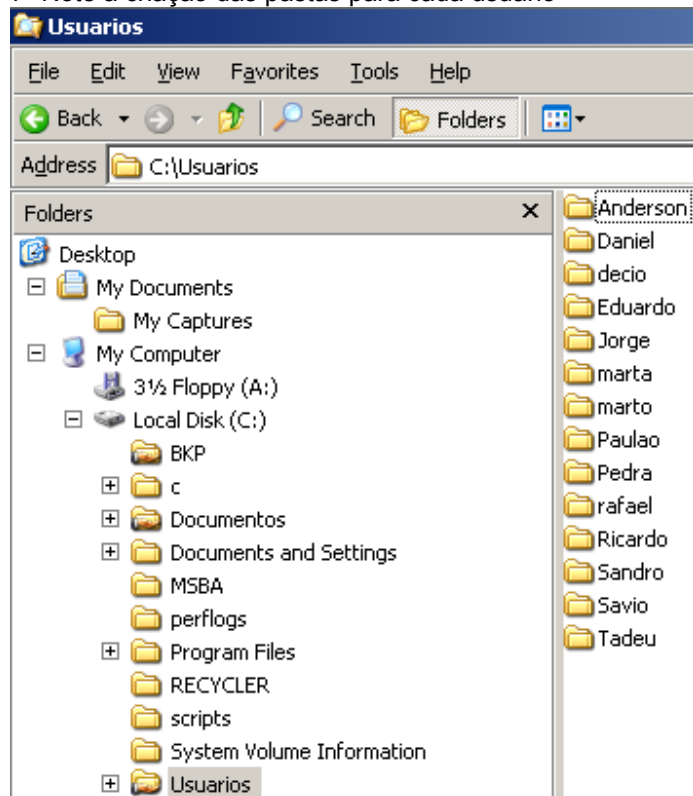 Usuarios
File Edit View Favorites Tools Help
Back Search Folders
Address C:\Usuarios
Folders x
Desktop
My Documents
My Captures
My Computer
3½ Floppy (A:)
Local Disk (C:)
BKP
c
Documentos
Documents and Settings
MSBA
perflogs
Program Files
RECYCLER
scripts
System Volume Information
Usuarios
Anderson
Daniel
decio
Eduardo
Jorge
marta
marto
Paulao
Pedra
rafael
Ricardo
Sandro
Savio
Tadeu